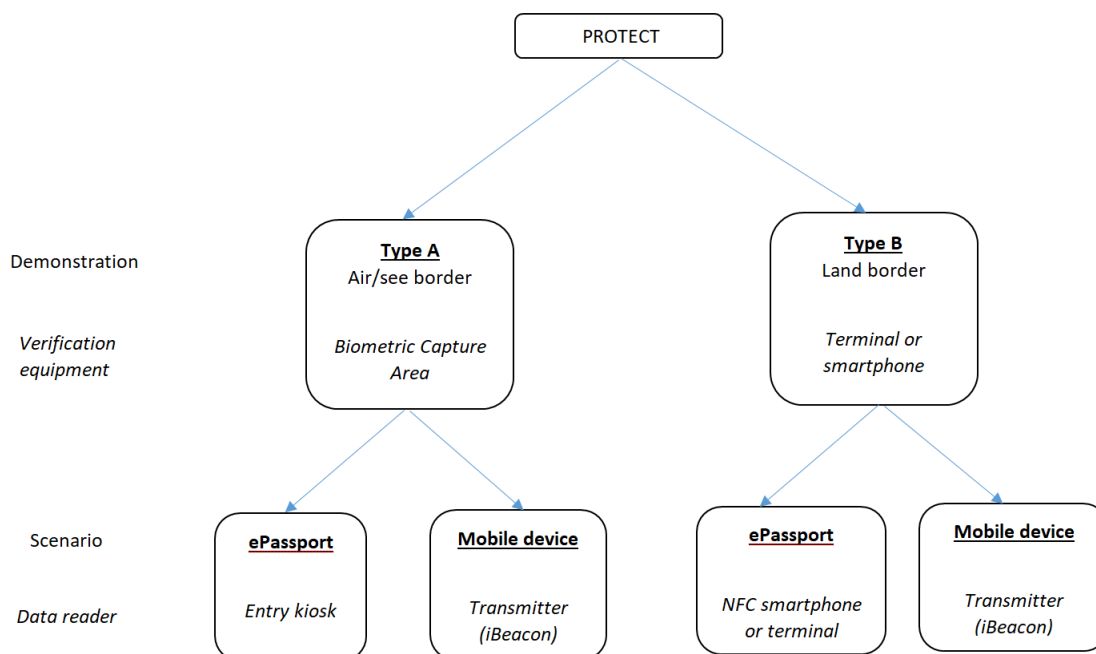 PROTECT
Demonstration
Type A
Air/see border
Type B
Land border
Verification
equipment
Biometric Capture
Area
Terminal or
smartphone
Scenario
ePassport
Mobile device
ePassport
Mobile device
Data reader
Entry kiosk
Transmitter
(iBeacon)
NFC smartphone
or terminal
Transmitter
(iBeacon)